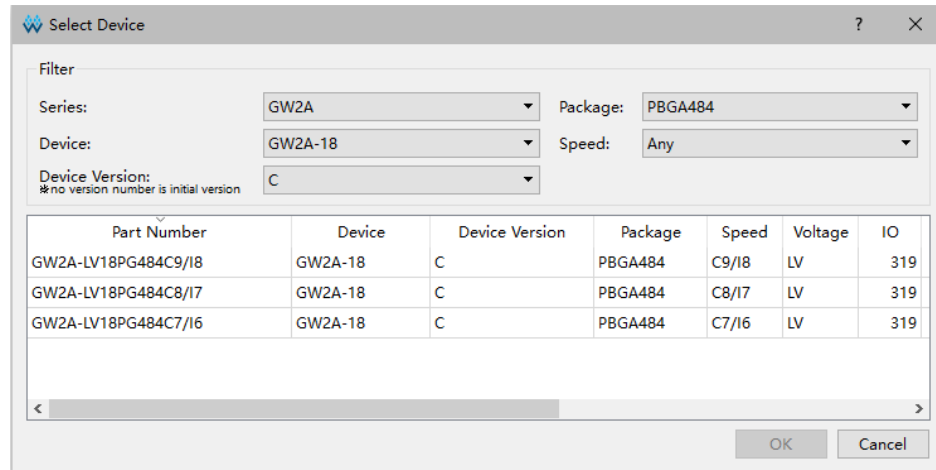 Select Device
Filter
Series: GW2A Package: PBGA484
Device: GW2A-18 Speed: Any
Device Version: C
※no version number is initial version
Part Number Device Device Version Package Speed Voltage IO
GW2A-LV18PG484C9/I8 GW2A-18 C PBGA484 C9/I8 LV 319
GW2A-LV18PG484C8/I7 GW2A-18 C PBGA484 C8/I7 LV 319
GW2A-LV18PG484C7/I6 GW2A-18 C PBGA484 C7/I6 LV 319
OK Cancel